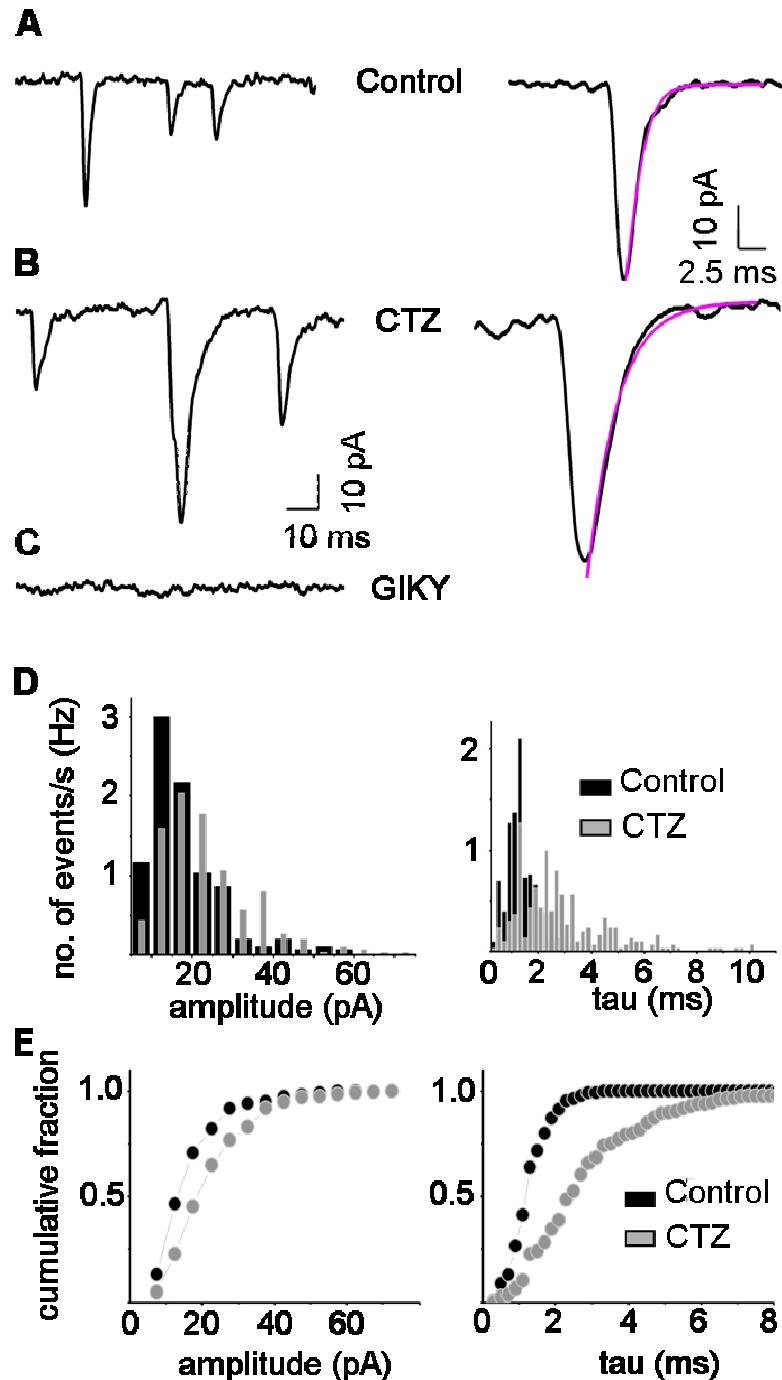 A
Control
10 pA
2.5 ms
B
CTZ
10 pA
10 ms
C
GIKY
D
no. of events/s (Hz)
3
2
1
20 40 60
amplitude (pA)
2
1
Control
CTZ
0 2 4 6 8 10
tau (ms)
E
cumulative fraction
1.0
0.5
0 20 40 60
amplitude (pA)
1.0
0.5
Control
CTZ
0 2 4 6 8
tau (ms)